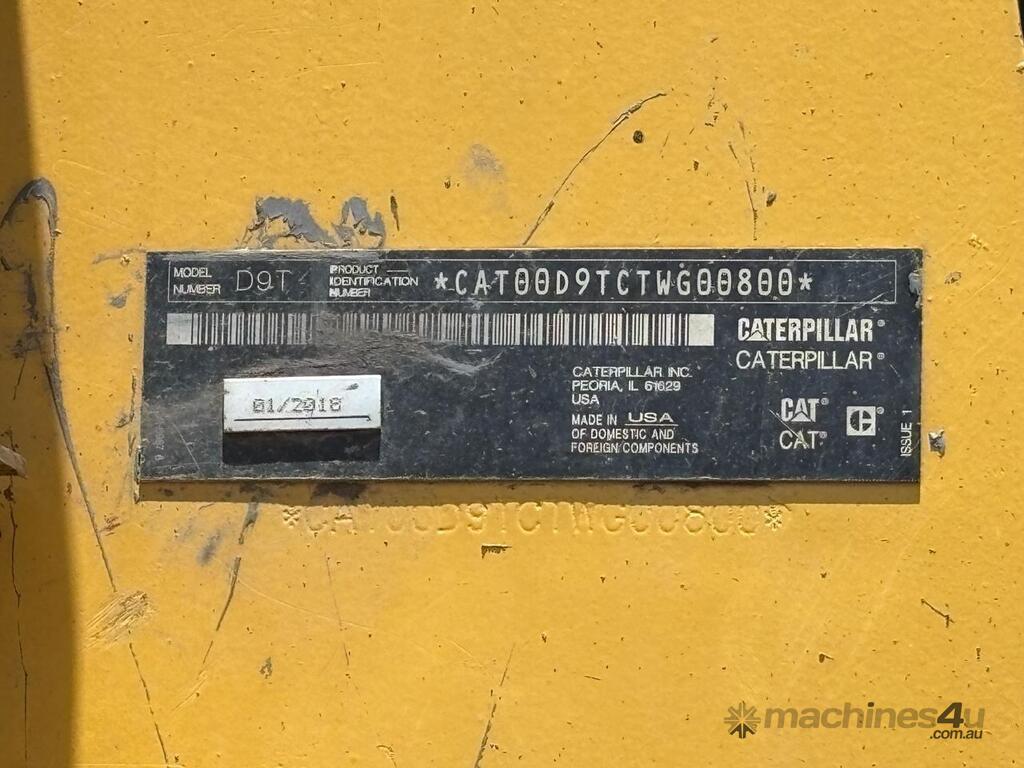 MODEL NUMBER D9T PRODUCT IDENTIFICATION NUMBER *CAT00D9TCTWG00800*
CATERPILLAR®
CATERPILLAR®
CATERPILLAR INC.
PEORIA, IL 61629
USA
01/2018
MADE IN USA
OF DOMESTIC AND
FOREIGN COMPONENTS
CAT®
CAT®
ISSUE 1
*CAT00D9TCTWG00800*
machines4u
.com.au